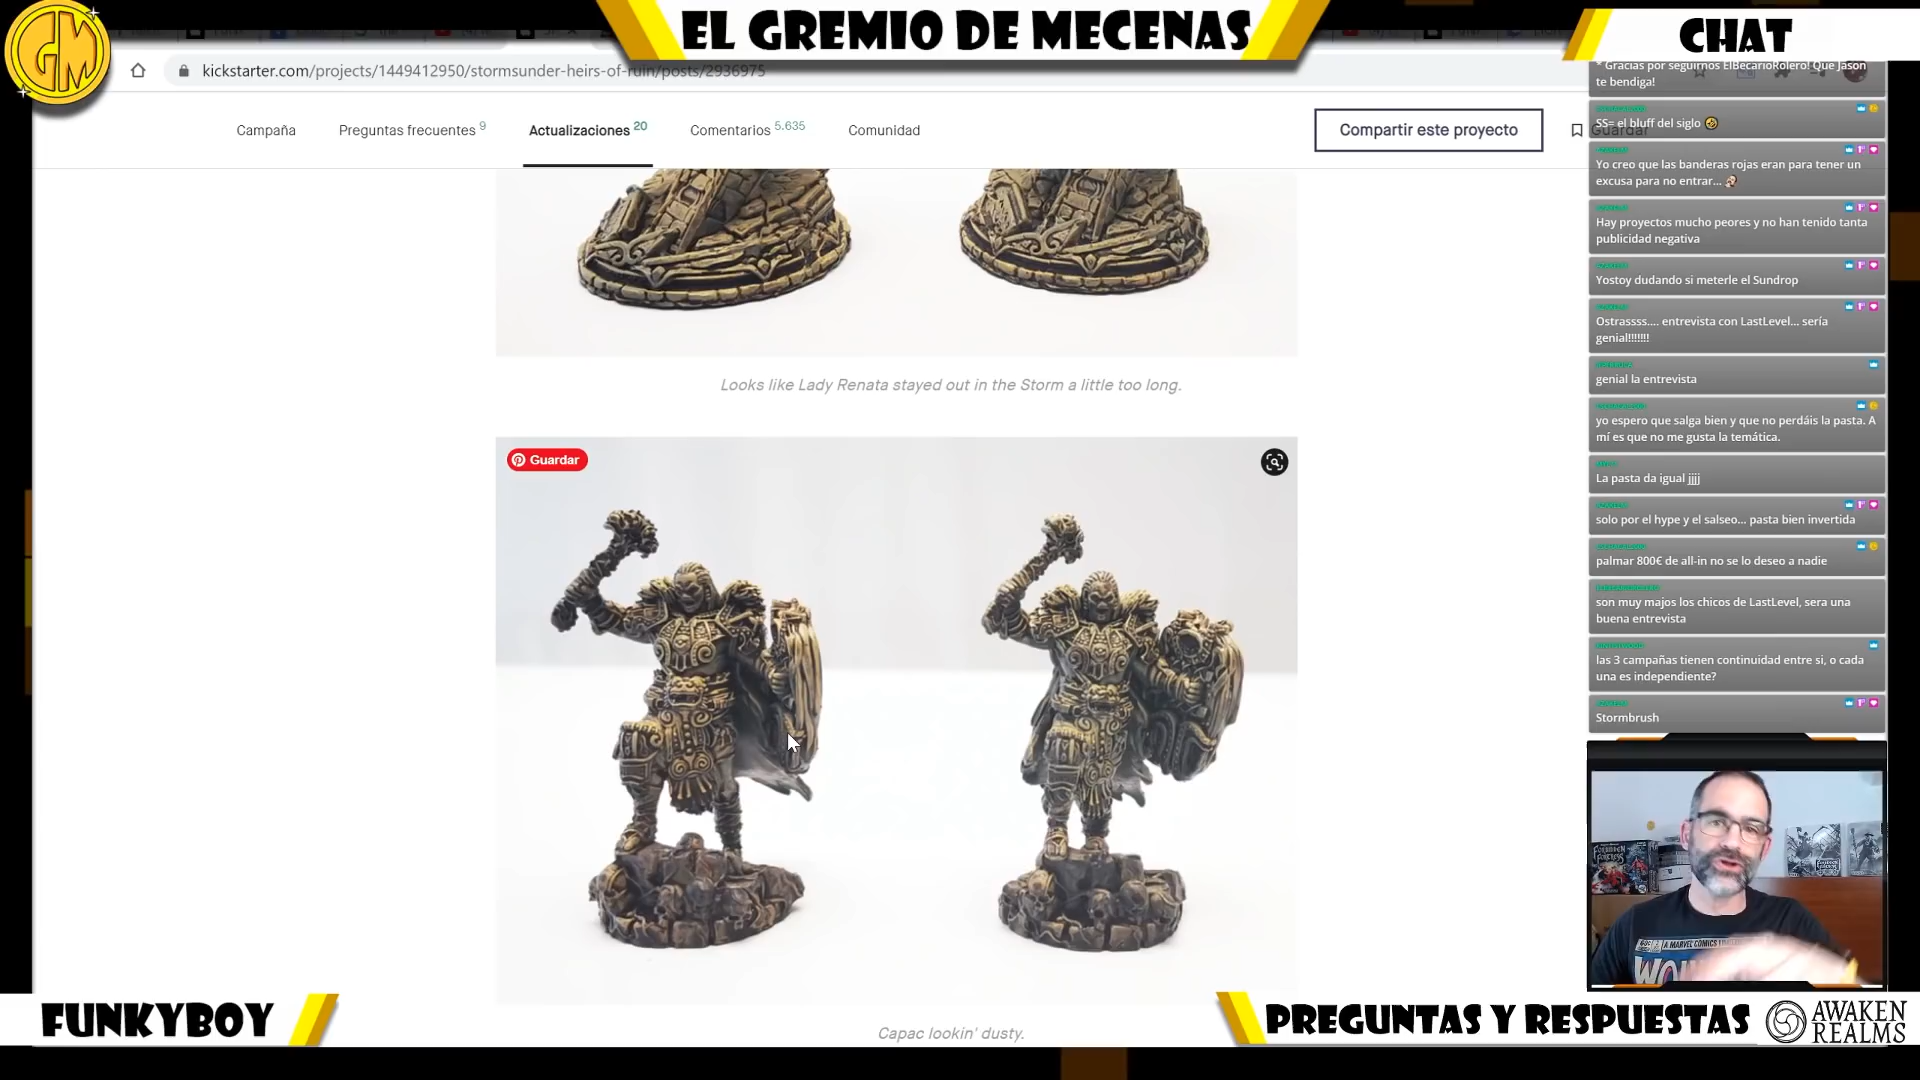 GM
EL GREMIO DE MECENAS
CHAT
kickstarter.com/projects/1449412950/stormsunder-heirs-of-ruin/posts/2936975
Campaña
Preguntas frecuentes 9
Actualizaciones 20
Comentarios 5.635
Comunidad
Compartir este proyecto
Guardar
Looks like Lady Renata stayed out in the Storm a little too long.
Guardar
Capac lookin' dusty.
* Gracias por seguirnos ElBecarioRolero! Que Jason
te bendiga!
SS= el bluff del siglo
Yo creo que las banderas rojas eran para tener un
excusa para no entrar...
Hay proyectos mucho peores y no han tenido tanta
publicidad negativa
Yostoy dudando si meterle el Sundrop
Ostrassss.... entrevista con LastLevel... sería
genial!!!!!!!
genial la entrevista
yo espero que salga bien y que no perdáis la pasta. A
mí es que no me gusta la temática.
La pasta da igual jjjj
solo por el hype y el salseo... pasta bien invertida
palmar 800€ de all-in no se lo deseo a nadie
son muy majos los chicos de LastLevel, sera una
buena entrevista
las 3 campañas tienen continuidad entre si, o cada
una es independiente?
Stormbrush
FORBIDDEN
FORTRESS
A MARVEL COMICS
FUNKYBOY
PREGUNTAS Y RESPUESTAS
AWAKEN
REALMS